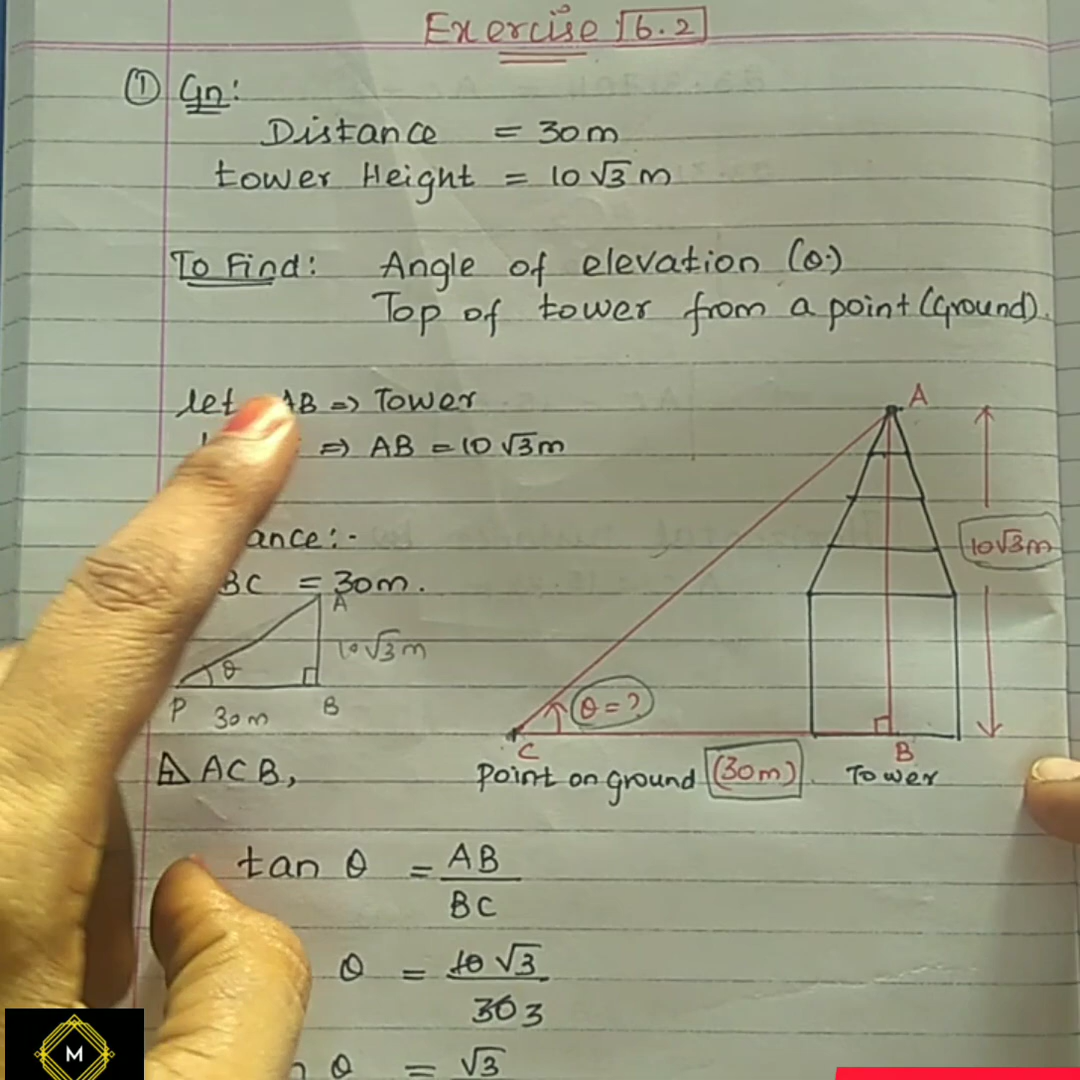 Exercise 6.2
① Gn:
Distance = 30m
tower Height = 10√3 m
To Find: Angle of elevation (θ.)
Top of tower from a point (Ground).
let AB => Tower
=> AB = 10√3m
ance:-
BC = 30m.
A
10√3m
θ
P 30m B
A
10√3m
θ = ?
C B
Point on ground (30m). Tower
△ ACB,
tan θ = AB
BC
θ = 10 √3
30 3
θ = √3
M